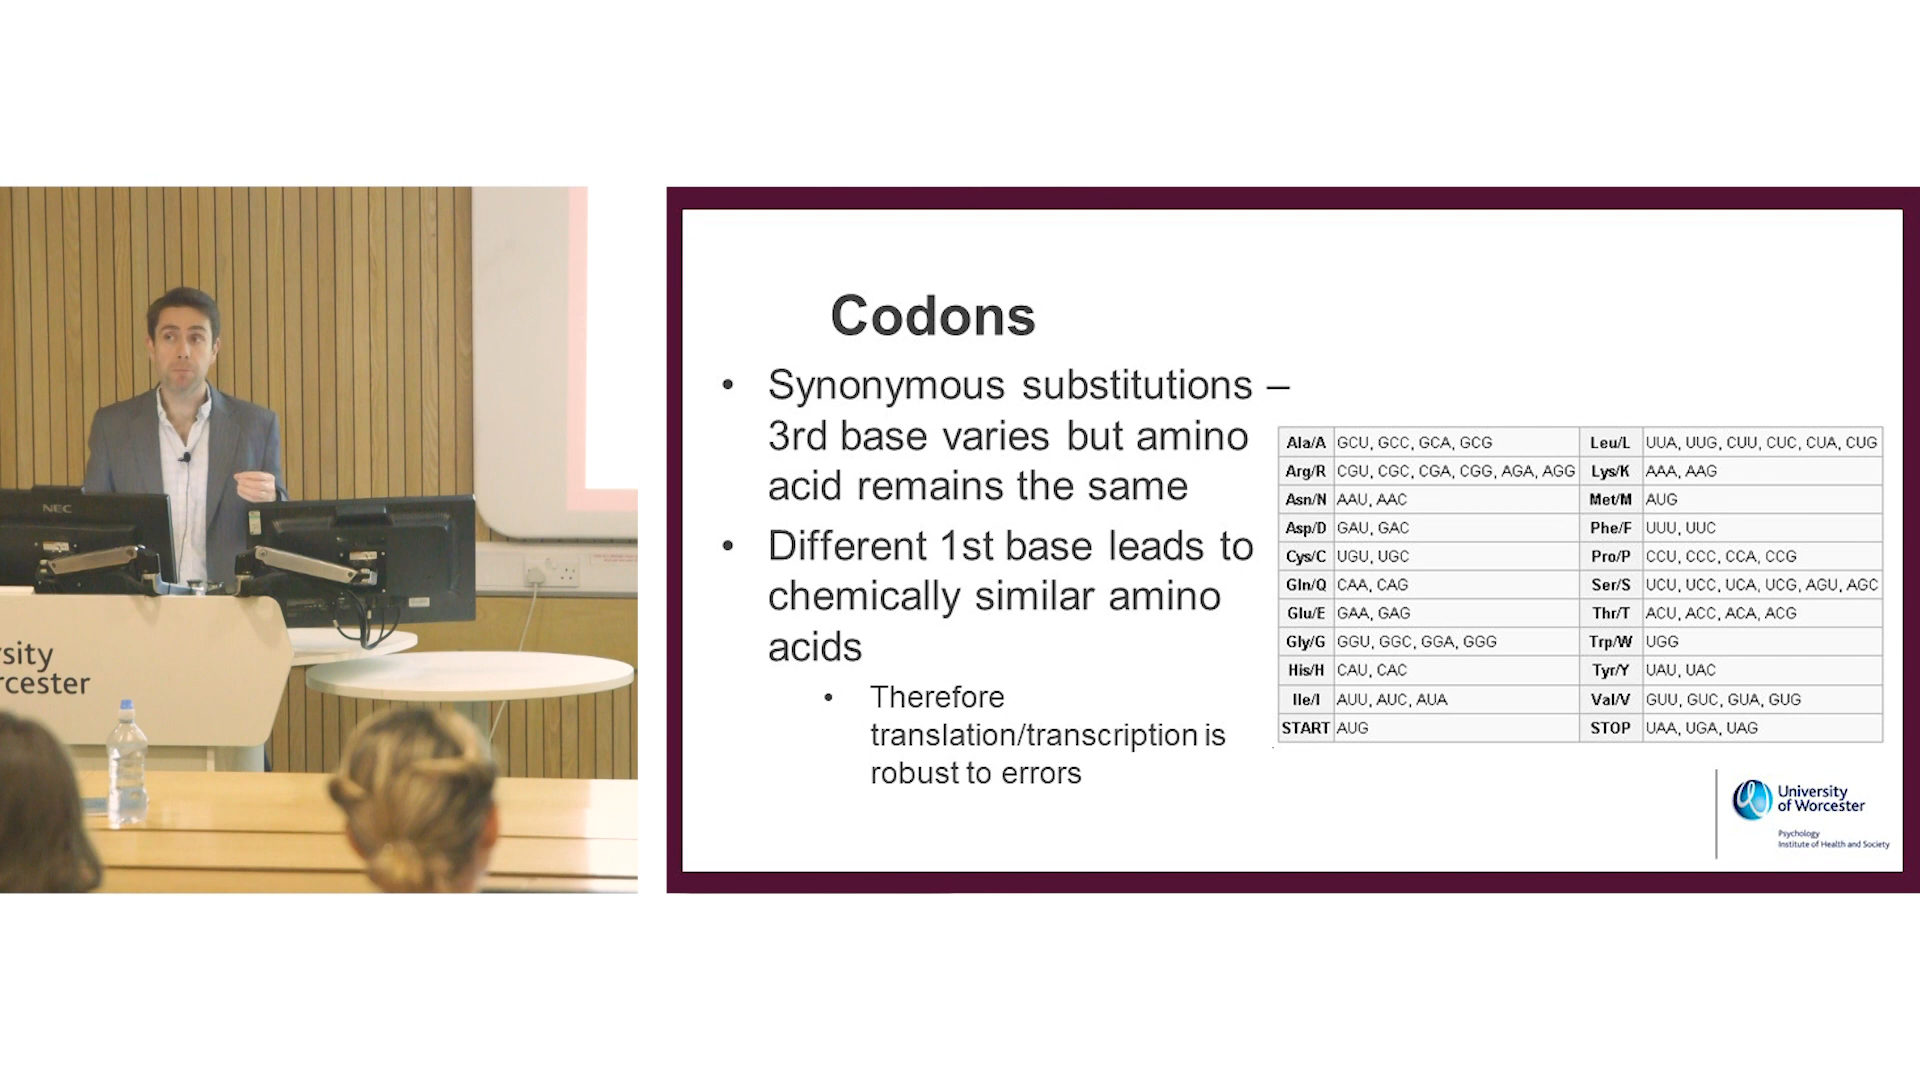 NEC
sity
rcester
Codons
• Synonymous substitutions –
3rd base varies but amino
acid remains the same
• Different 1st base leads to
chemically similar amino
acids
• Therefore
translation/transcription is
robust to errors
Ala/A GCU, GCC, GCA, GCG Leu/L UUA, UUG, CUU, CUC, CUA, CUG
Arg/R CGU, CGC, CGA, CGG, AGA, AGG Lys/K AAA, AAG
Asn/N AAU, AAC Met/M AUG
Asp/D GAU, GAC Phe/F UUU, UUC
Cys/C UGU, UGC Pro/P CCU, CCC, CCA, CCG
Gln/Q CAA, CAG Ser/S UCU, UCC, UCA, UCG, AGU, AGC
Glu/E GAA, GAG Thr/T ACU, ACC, ACA, ACG
Gly/G GGU, GGC, GGA, GGG Trp/W UGG
His/H CAU, CAC Tyr/Y UAU, UAC
Ile/I AUU, AUC, AUA Val/V GUU, GUC, GUA, GUG
START AUG STOP UAA, UGA, UAG
University
of Worcester
Psychology
Institute of Health and Society